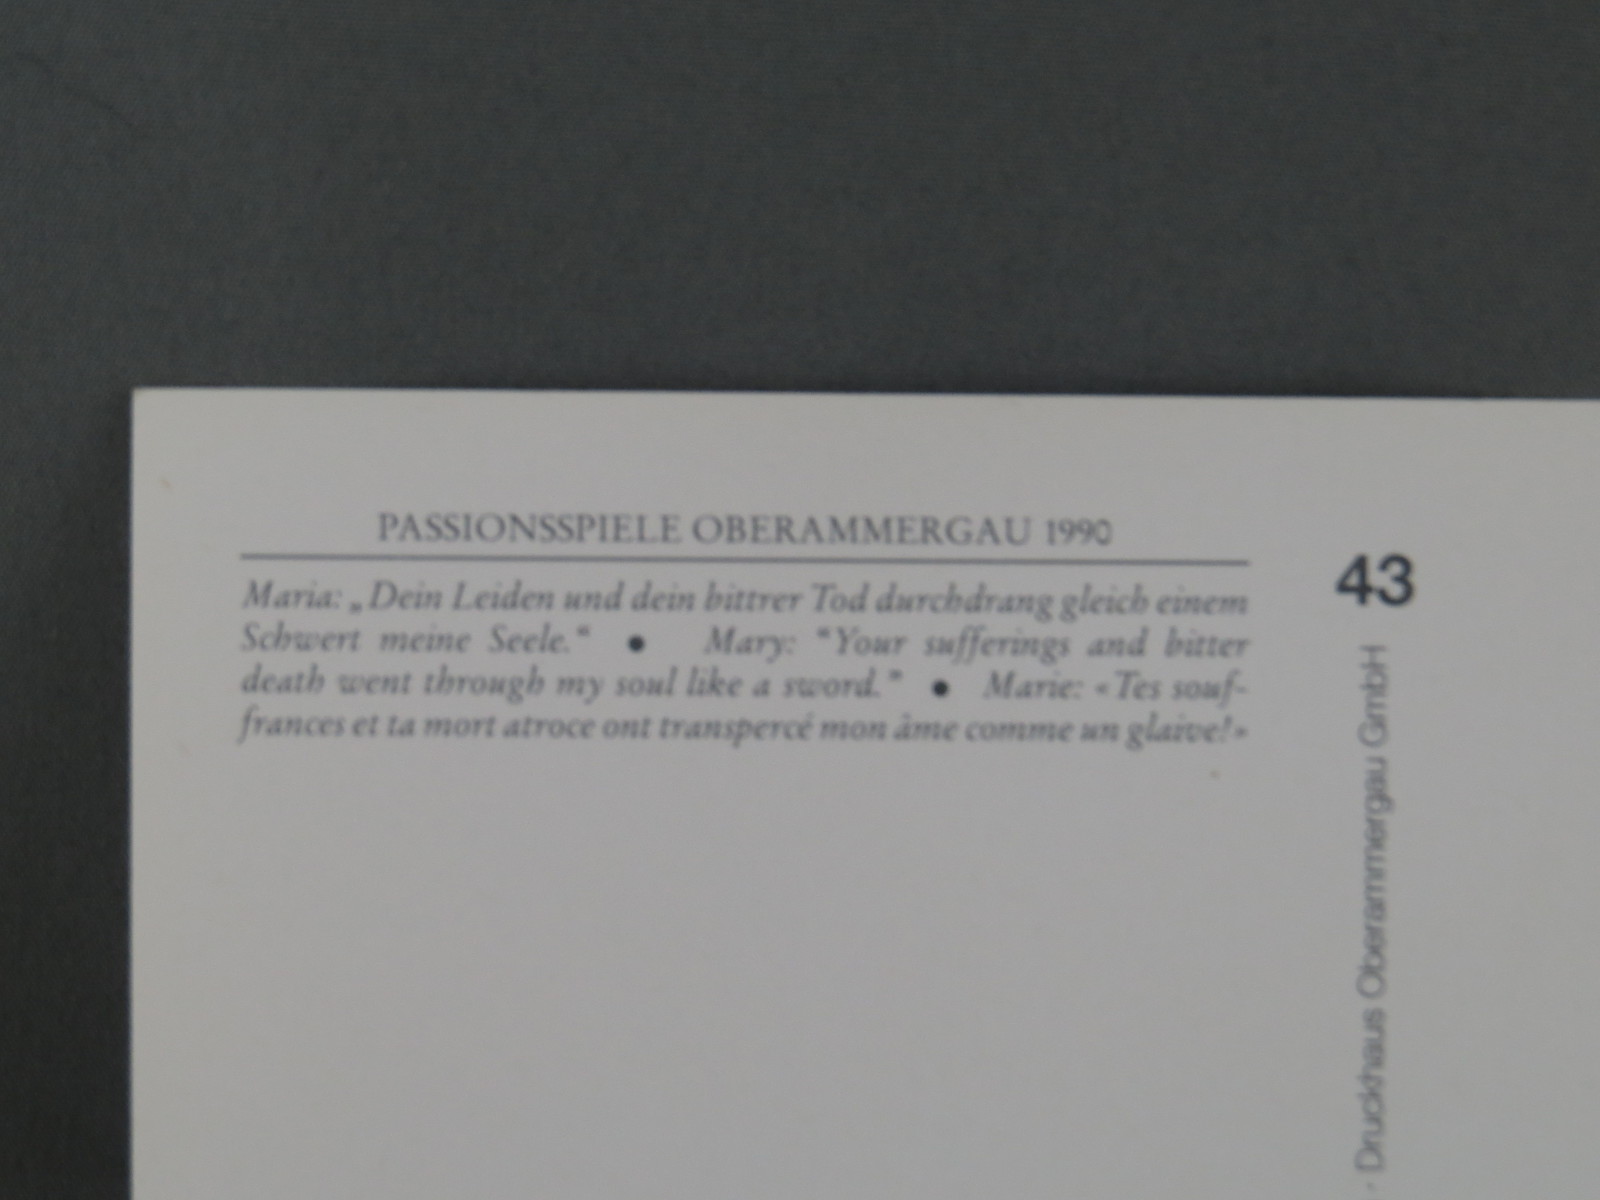 PASSIONSSPIELE OBERAMMERGAU 1990
Maria: „Dein Leiden und dein bittrer Tod durchdrang gleich einem
Schwert meine Seele.“ ● Mary: “Your sufferings and bitter
death went through my soul like a sword.” ● Marie: «Tes souf-
frances et ta mort atroce ont transpercé mon âme comme un glaive!»
43
Druckhaus Oberammergau GmbH